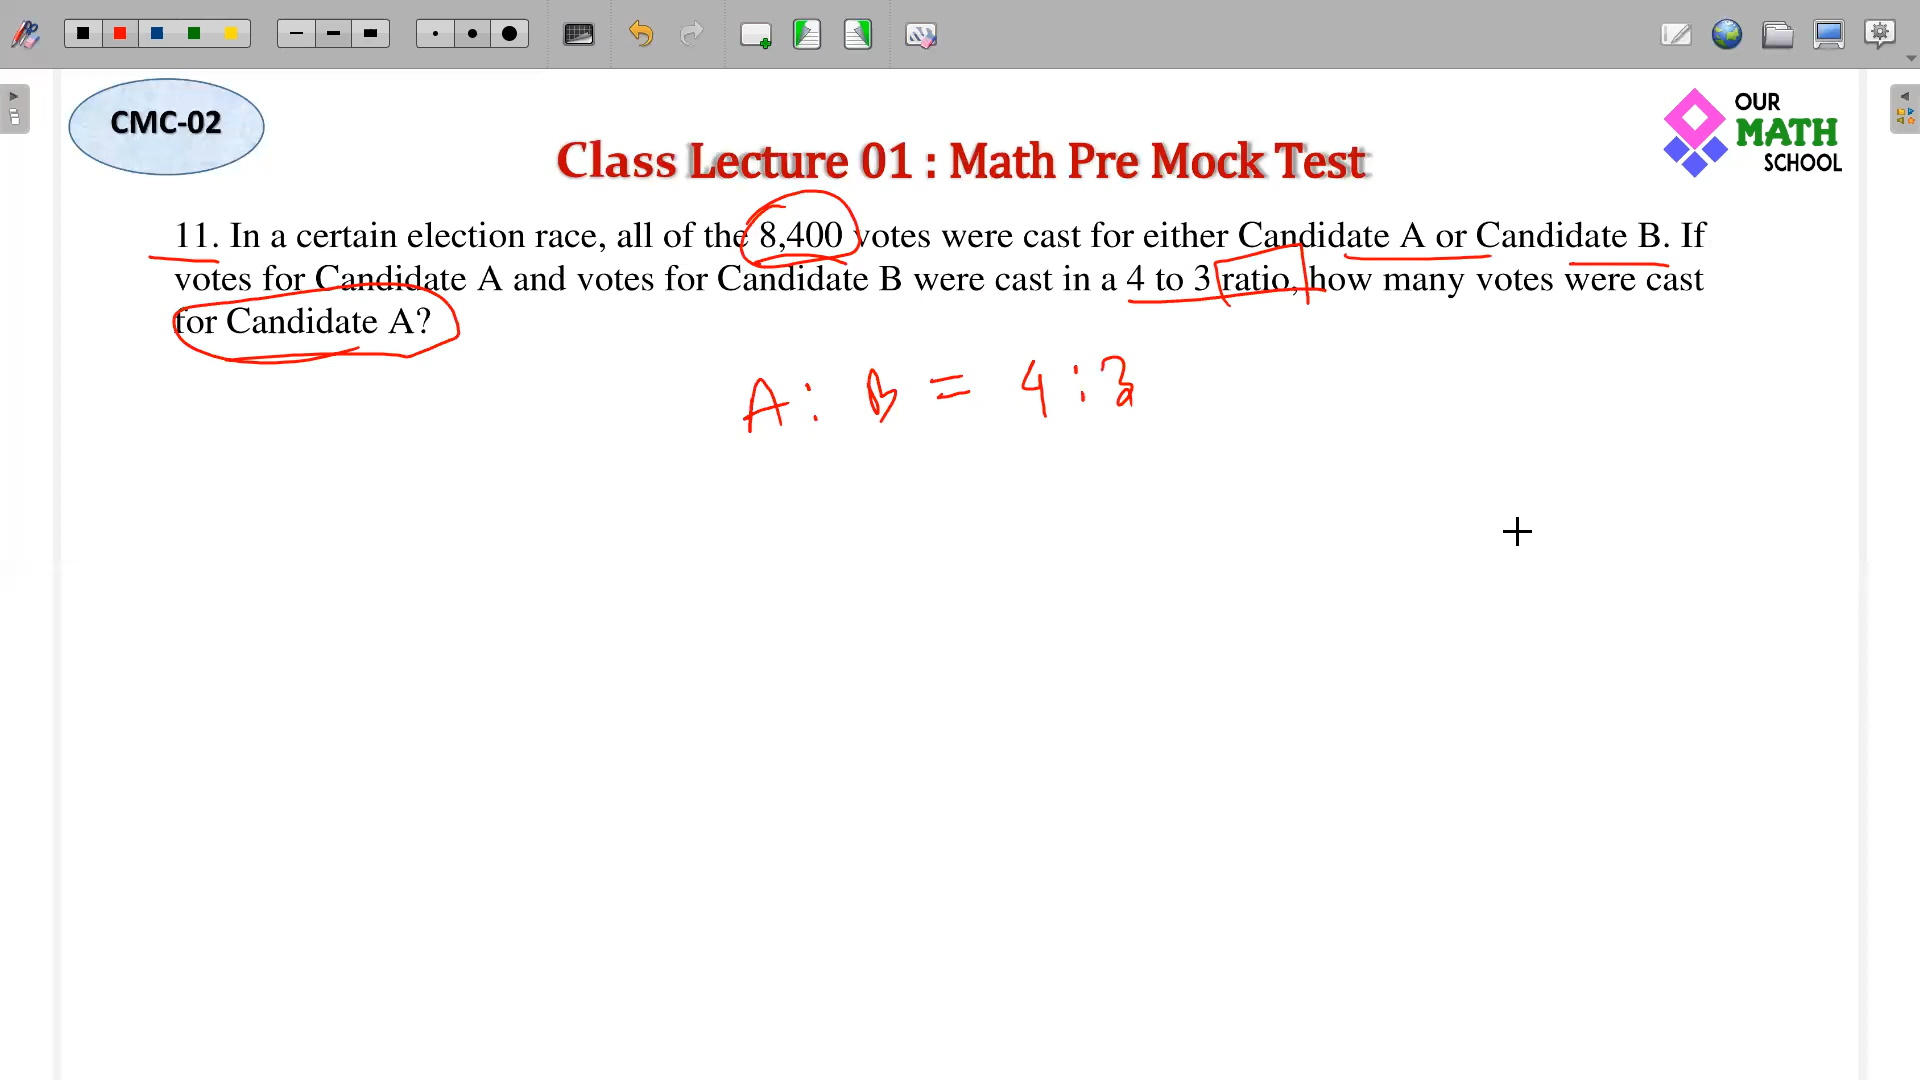 CMC-02
OUR
MATH
SCHOOL
Class Lecture 01 : Math Pre Mock Test
11. In a certain election race, all of the 8,400 votes were cast for either Candidate A or Candidate B. If
votes for Candidate A and votes for Candidate B were cast in a 4 to 3 ratio, how many votes were cast
for Candidate A?
A : B = 4 : 3